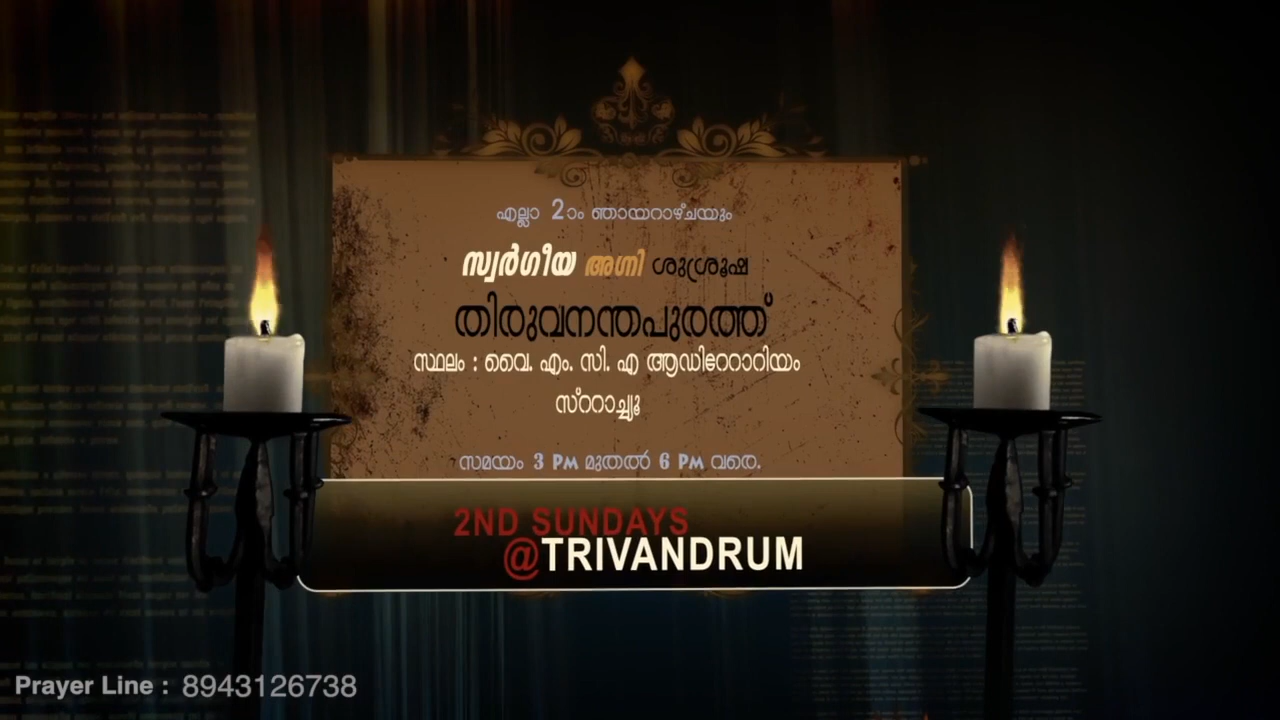 എല്ലാ 2ാം ഞായറാഴ്ചയും
സ്വർഗീയ അഗ്നി ശുശ്രൂഷ
തിരുവനന്തപുരത്ത്
സ്ഥലം : വൈ. എം. സി. എ ആഡിറ്റോറിയം
സ്റ്റാച്യൂ
സമയം 3 PM മുതൽ 6 PM വരെ.
2ND SUNDAYS
@TRIVANDRUM
Prayer Line : 8943126738